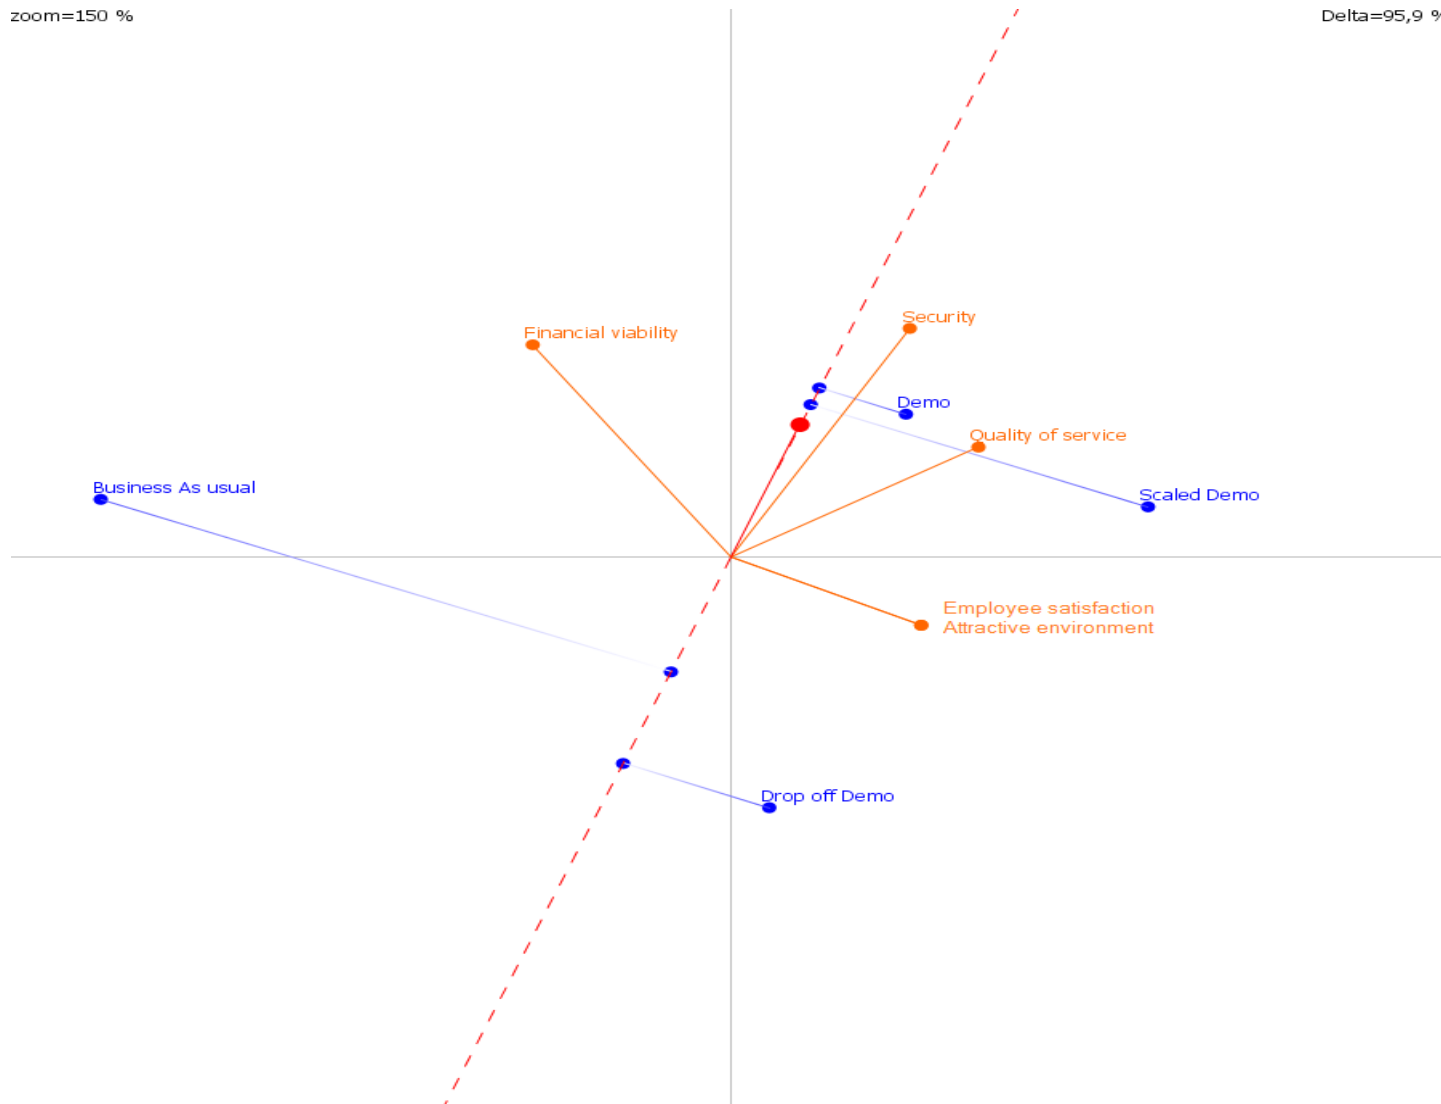 zoom=150 %
Delta=95,9 %
Security
Financial viability
Demo
Quality of service
Business As usual
Scaled Demo
Employee satisfaction
Attractive environment
Drop off Demo